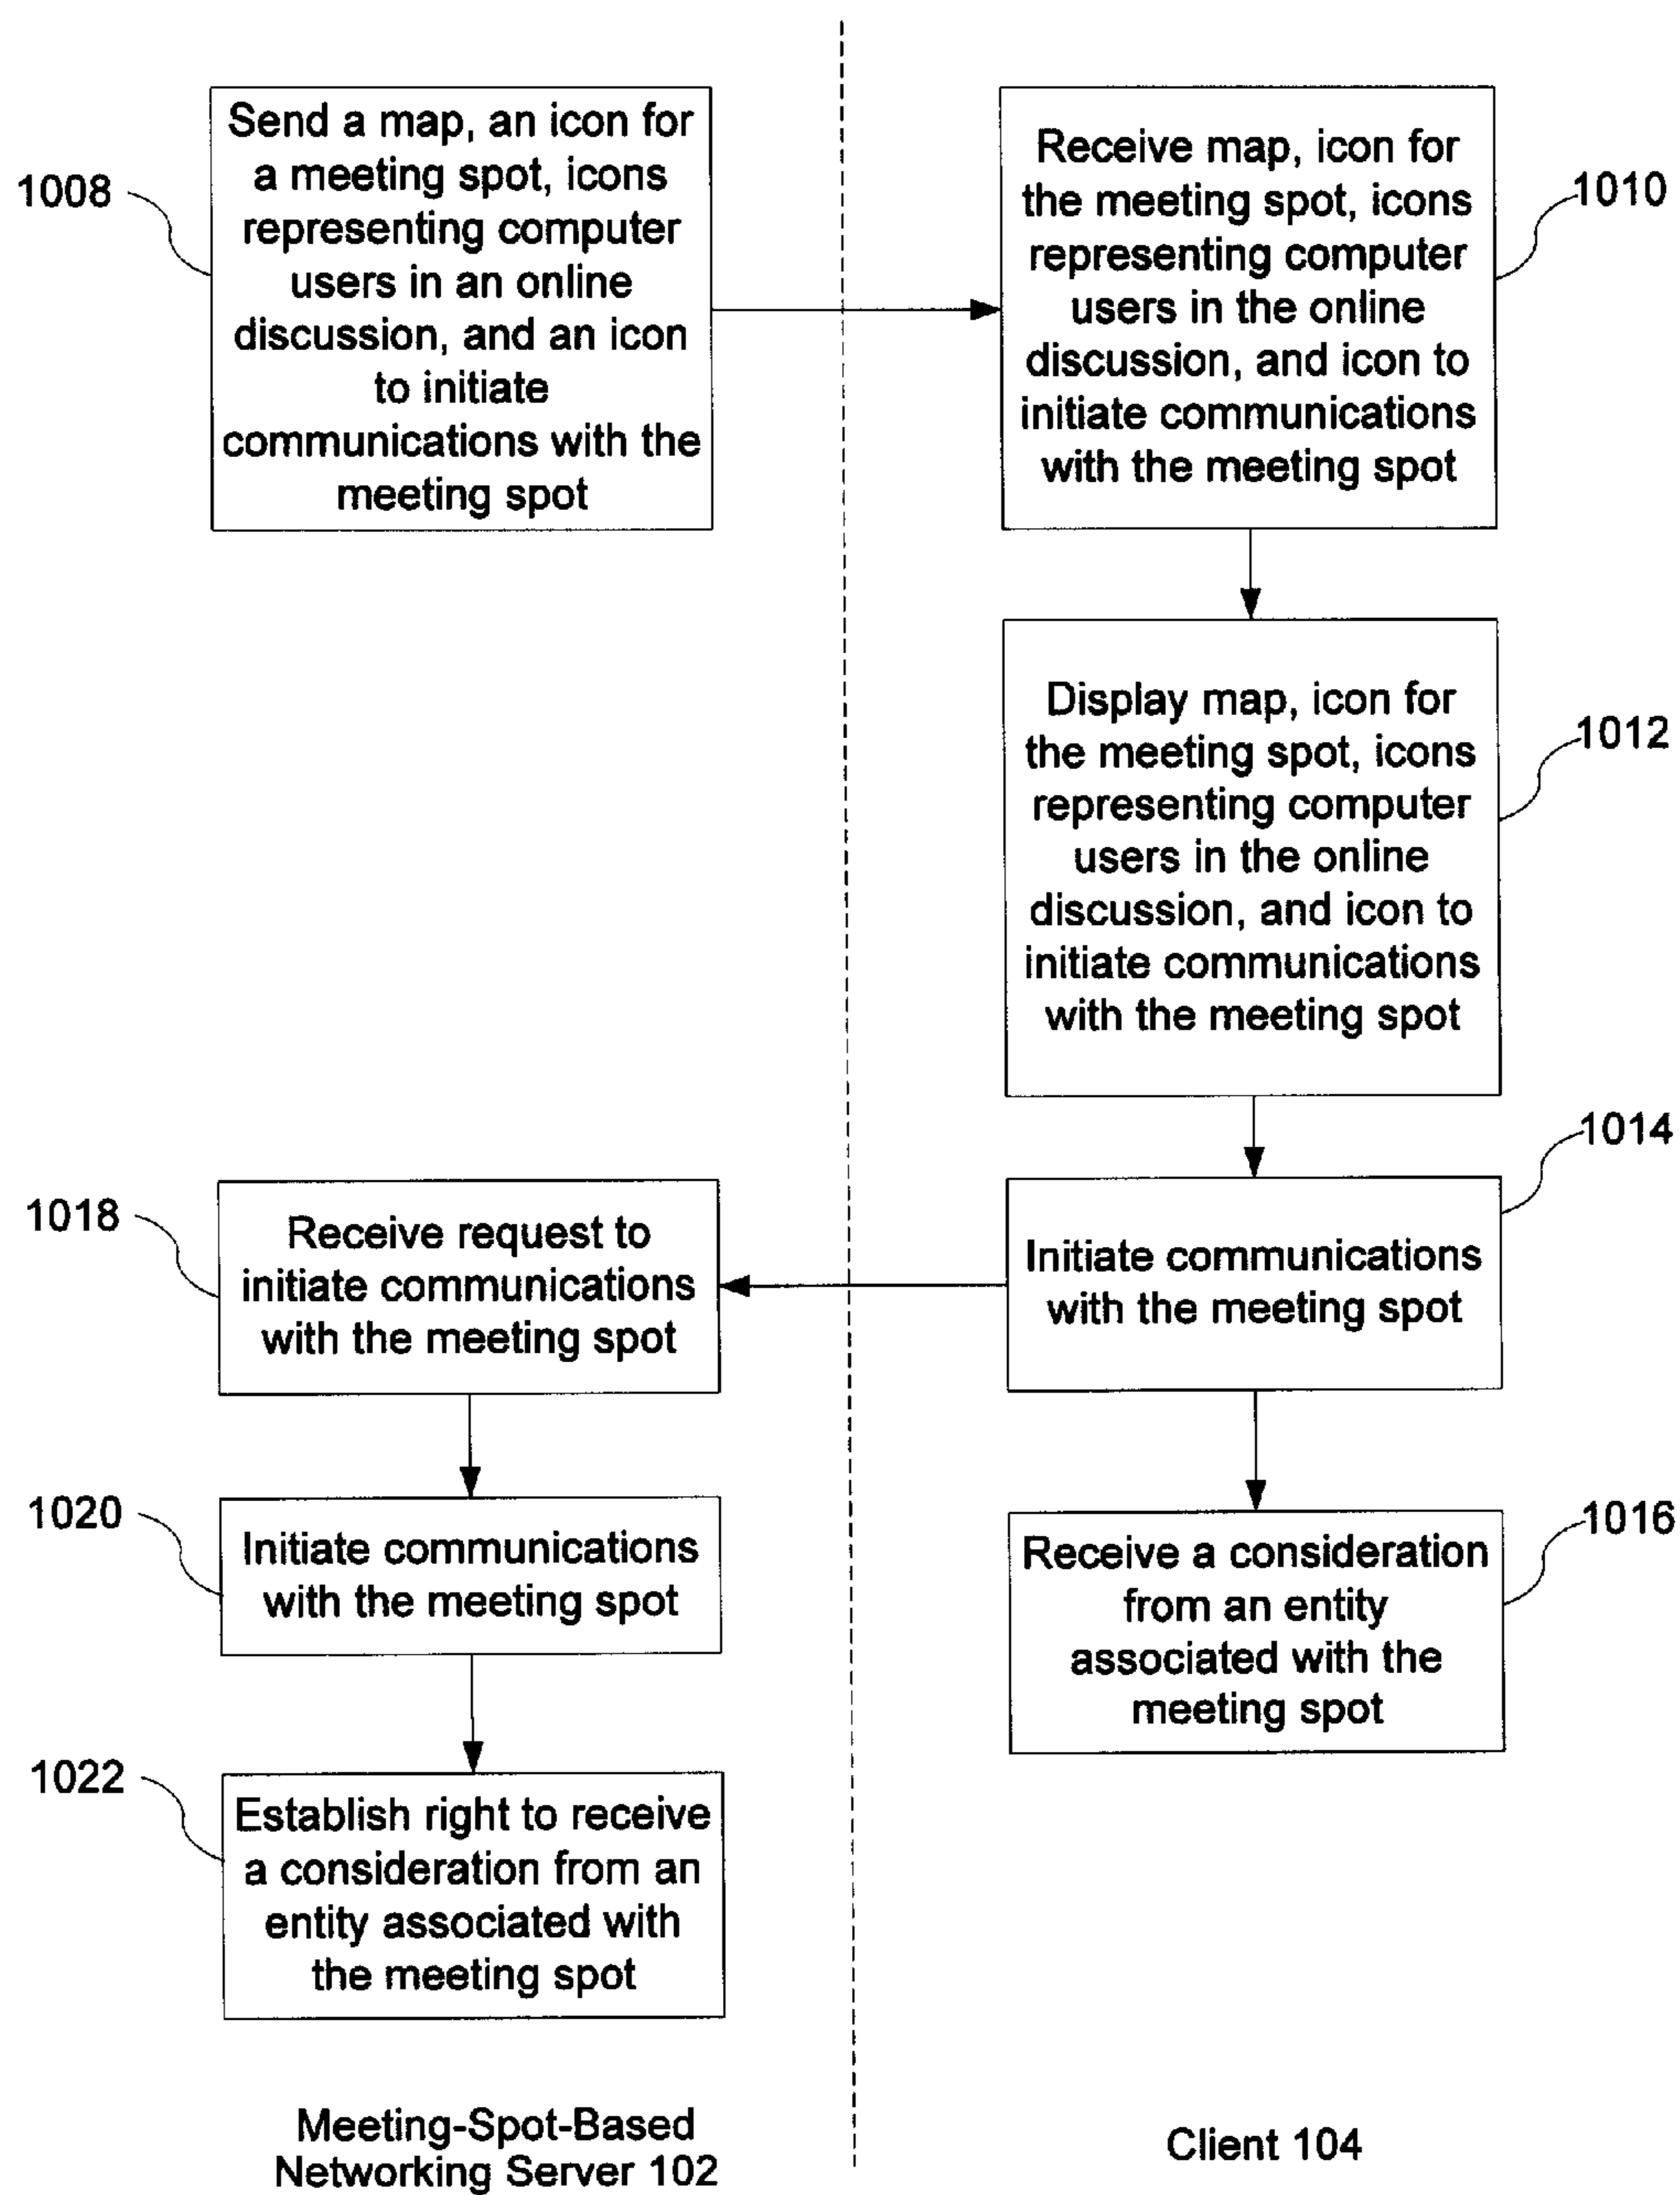 1008
Send a map, an icon for
a meeting spot, icons
representing computer
users in an online
discussion, and an icon
to initiate
communications with the
meeting spot
1010
Receive map, icon for
the meeting spot, icons
representing computer
users in the online
discussion, and icon to
initiate communications
with the meeting spot
1012
Display map, icon for
the meeting spot, icons
representing computer
users in the online
discussion, and icon to
initiate communications
with the meeting spot
1014
Initiate communications
with the meeting spot
1018
Receive request to
initiate communications
with the meeting spot
1020
Initiate communications
with the meeting spot
1016
Receive a consideration
from an entity
associated with the
meeting spot
1022
Establish right to receive
a consideration from an
entity associated with
the meeting spot
Meeting-Spot-Based
Networking Server 102
Client 104